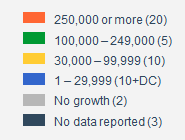 250,000 or more (20)
100,000 – 249,000 (5)
30,000 – 99,999 (10)
1 – 29,999 (10+DC)
No growth (2)
No data reported (3)